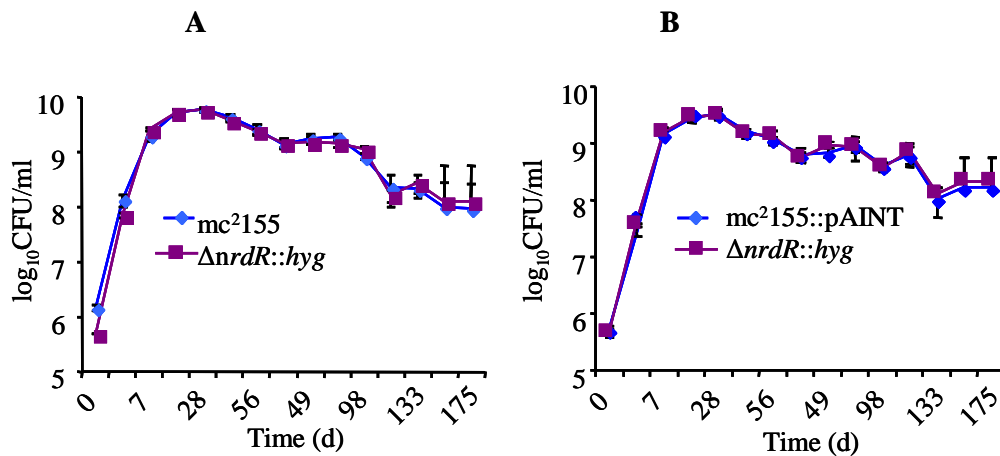 A
log₁₀CFU/ml
10
9
8
7
6
5
mc²155
ΔnrdR::hyg
0
7
28
56
49
98
133
175
Time (d)
B
log₁₀CFU/ml
10
9
8
7
6
5
mc²155::pAINT
ΔnrdR::hyg
0
7
28
56
49
98
133
175
Time (d)